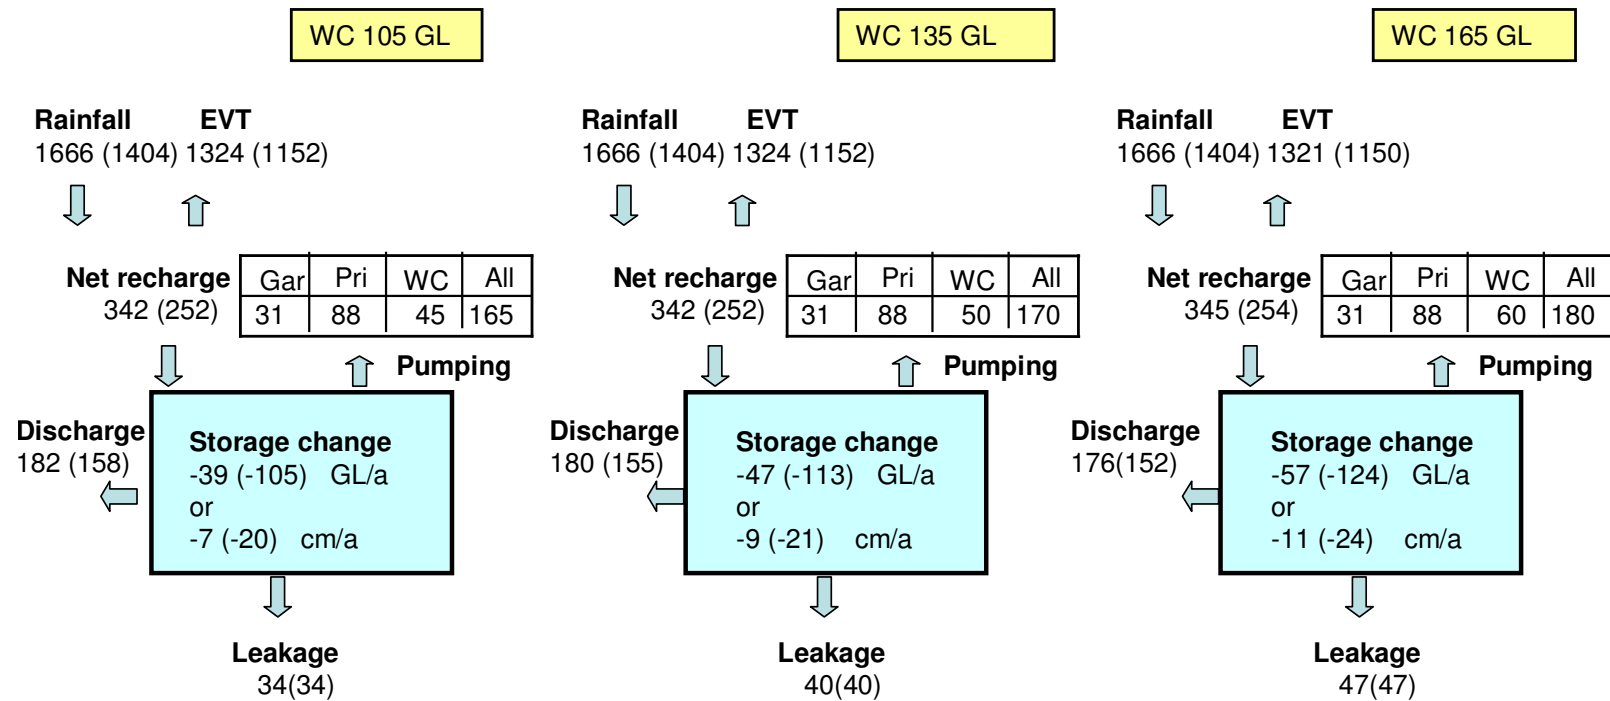 WC 105 GL
Rainfall EVT
1666 (1404) 1324 (1152)
Net recharge
342 (252)
Gar Pri WC All
31 88 45 165
Pumping
Discharge
182 (158)
Storage change
-39 (-105) GL/a
or
-7 (-20) cm/a
Leakage
34(34)
WC 135 GL
Rainfall EVT
1666 (1404) 1324 (1152)
Net recharge
342 (252)
Gar Pri WC All
31 88 50 170
Pumping
Discharge
180 (155)
Storage change
-47 (-113) GL/a
or
-9 (-21) cm/a
Leakage
40(40)
WC 165 GL
Rainfall EVT
1666 (1404) 1321 (1150)
Net recharge
345 (254)
Gar Pri WC All
31 88 60 180
Pumping
Discharge
176(152)
Storage change
-57 (-124) GL/a
or
-11 (-24) cm/a
Leakage
47(47)